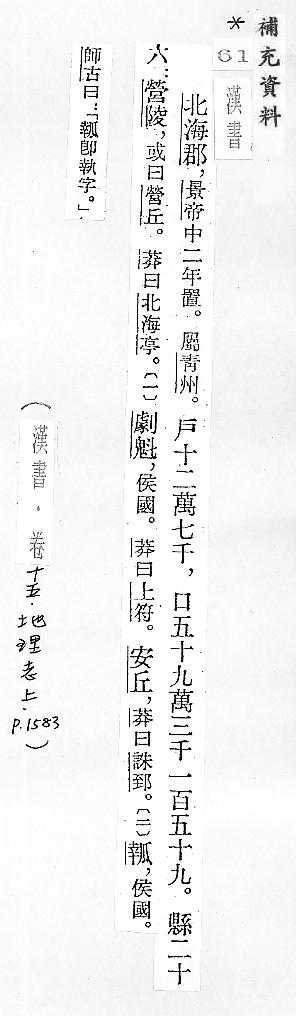 補充資料
*
61
漢書
北海郡，景帝中二年置。屬青州。戶十二萬七千，口五十九萬三千一百五十九。縣二十
六：營陵，或曰營丘。莽曰北海亭。〔一〕劇魁，侯國。莽曰上符。安丘，莽曰誅郅。〔二〕瓡，侯國。
師古曰：「瓡卽執字。」
（漢書．卷十五．地理志上．P.1583）